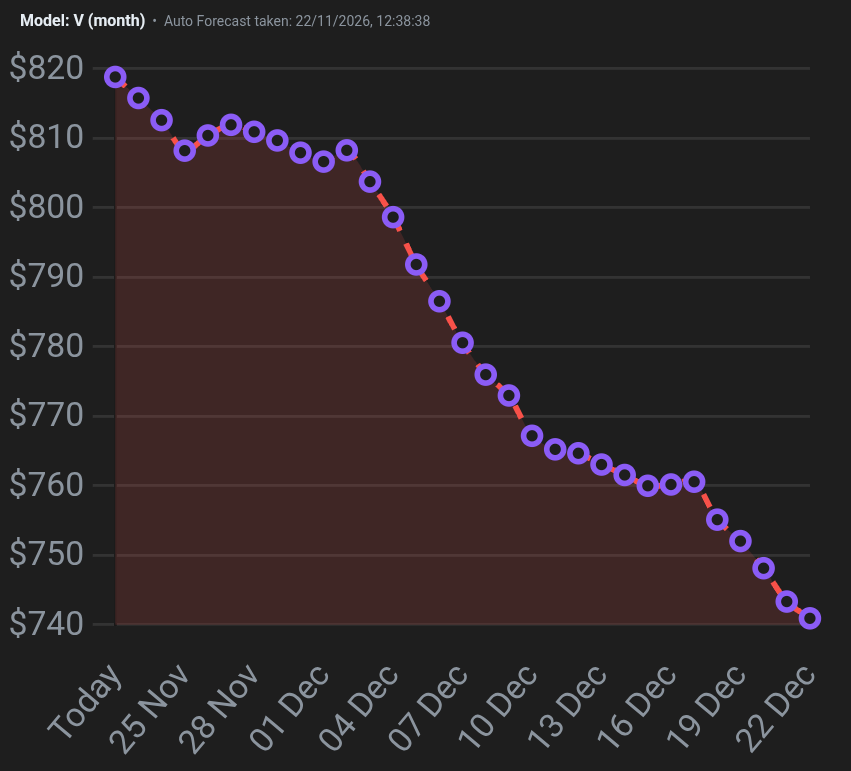 Model: V (month) • Auto Forecast taken: 22/11/2026, 12:38:38
$820
$810
$800
$790
$780
$770
$760
$750
$740
Today
25 Nov
28 Nov
01 Dec
04 Dec
07 Dec
10 Dec
13 Dec
16 Dec
19 Dec
22 Dec